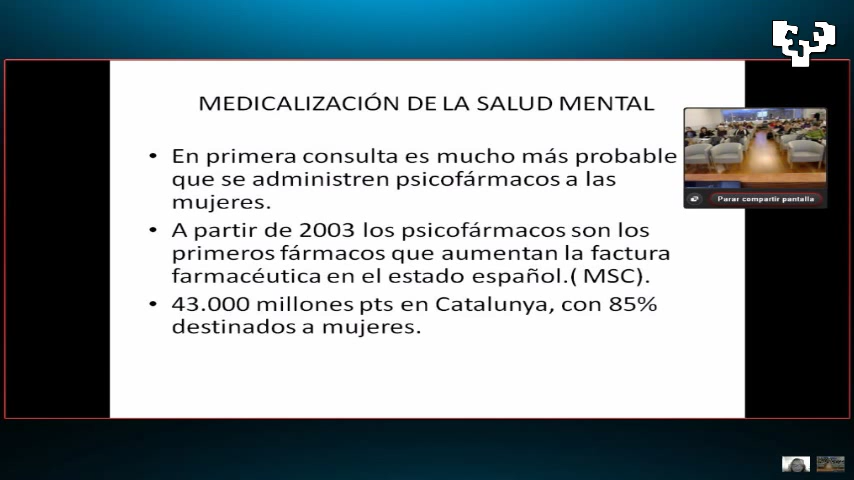 MEDICALIZACIÓN DE LA SALUD MENTAL
• En primera consulta es mucho más probable
que se administren psicofármacos a las
mujeres.
• A partir de 2003 los psicofármacos son los
primeros fármacos que aumentan la factura
farmacéutica en el estado español.( MSC).
• 43.000 millones pts en Catalunya, con 85%
destinados a mujeres.
Parar compartir pantalla